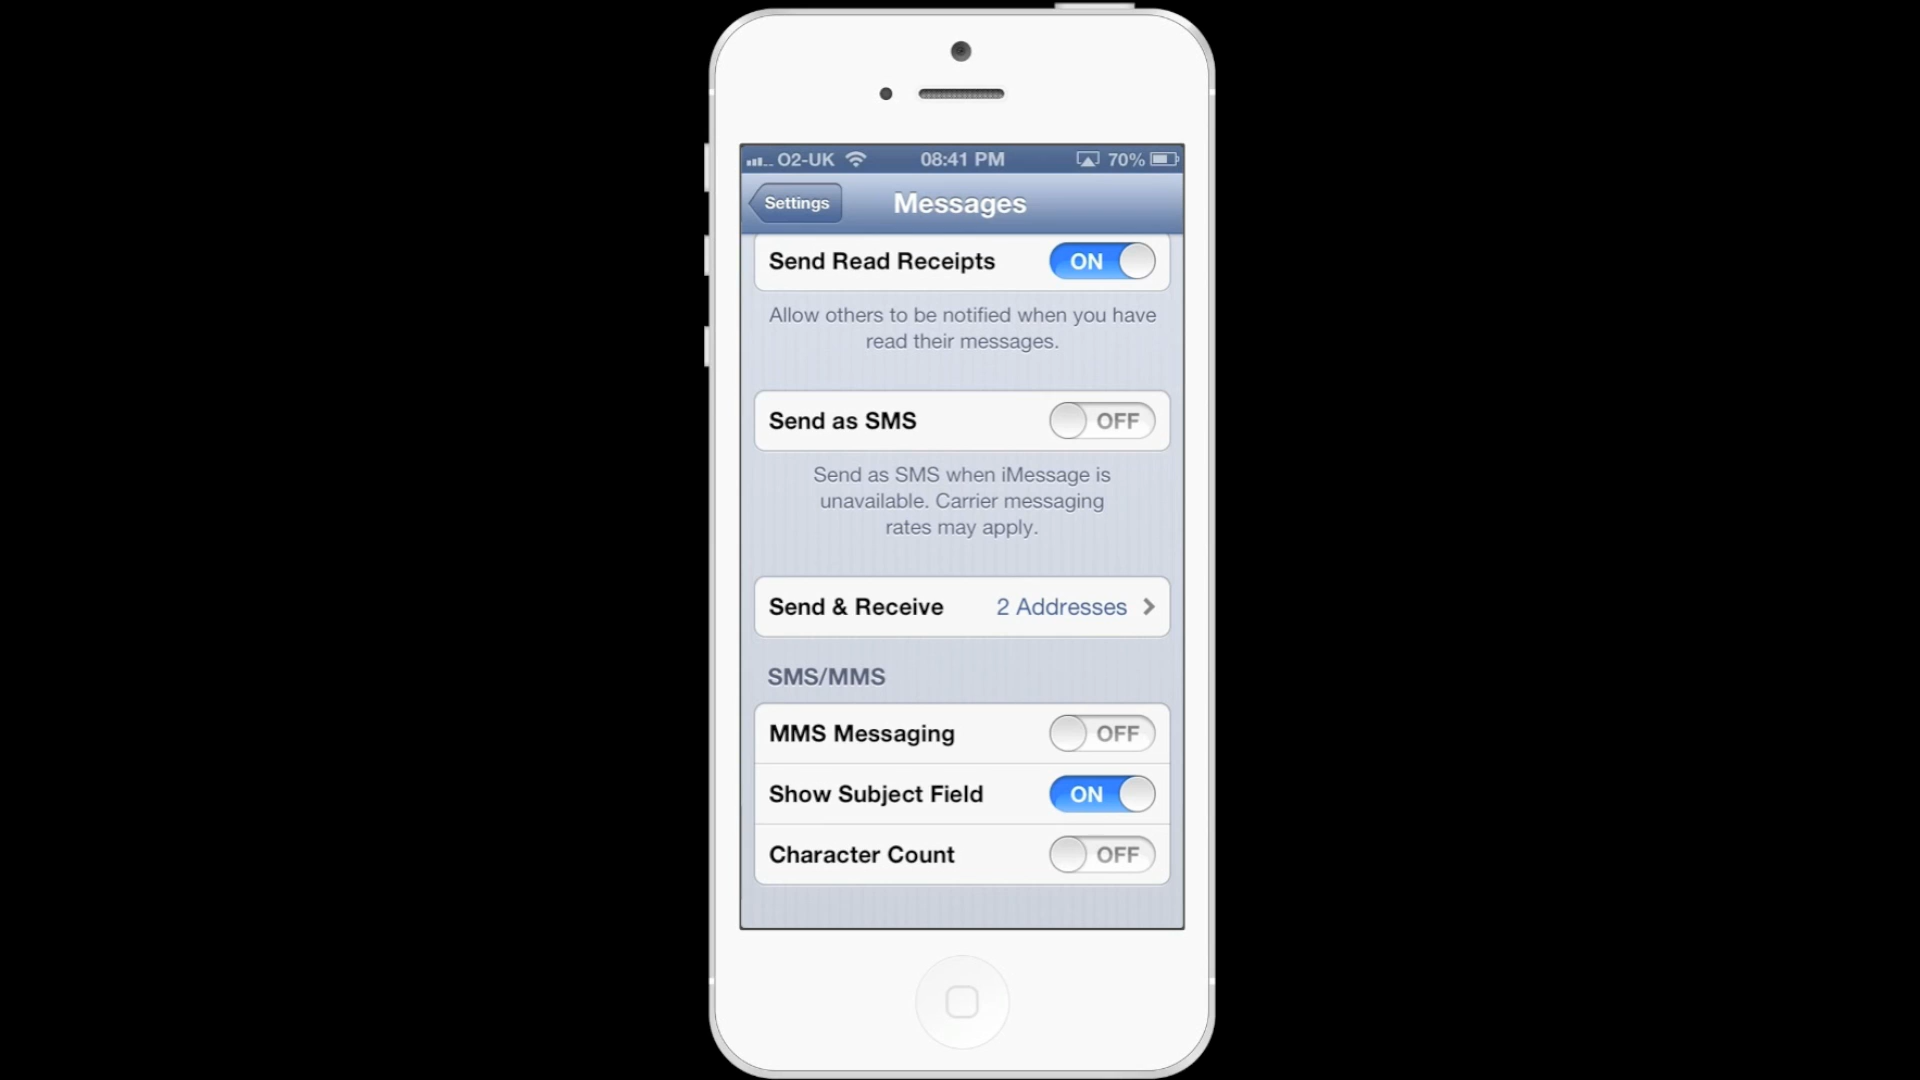 O2-UK 08:41 PM 70%
Settings Messages
Send Read Receipts ON
Allow others to be notified when you have
read their messages.
Send as SMS OFF
Send as SMS when iMessage is
unavailable. Carrier messaging
rates may apply.
Send & Receive 2 Addresses
SMS/MMS
MMS Messaging OFF
Show Subject Field ON
Character Count OFF